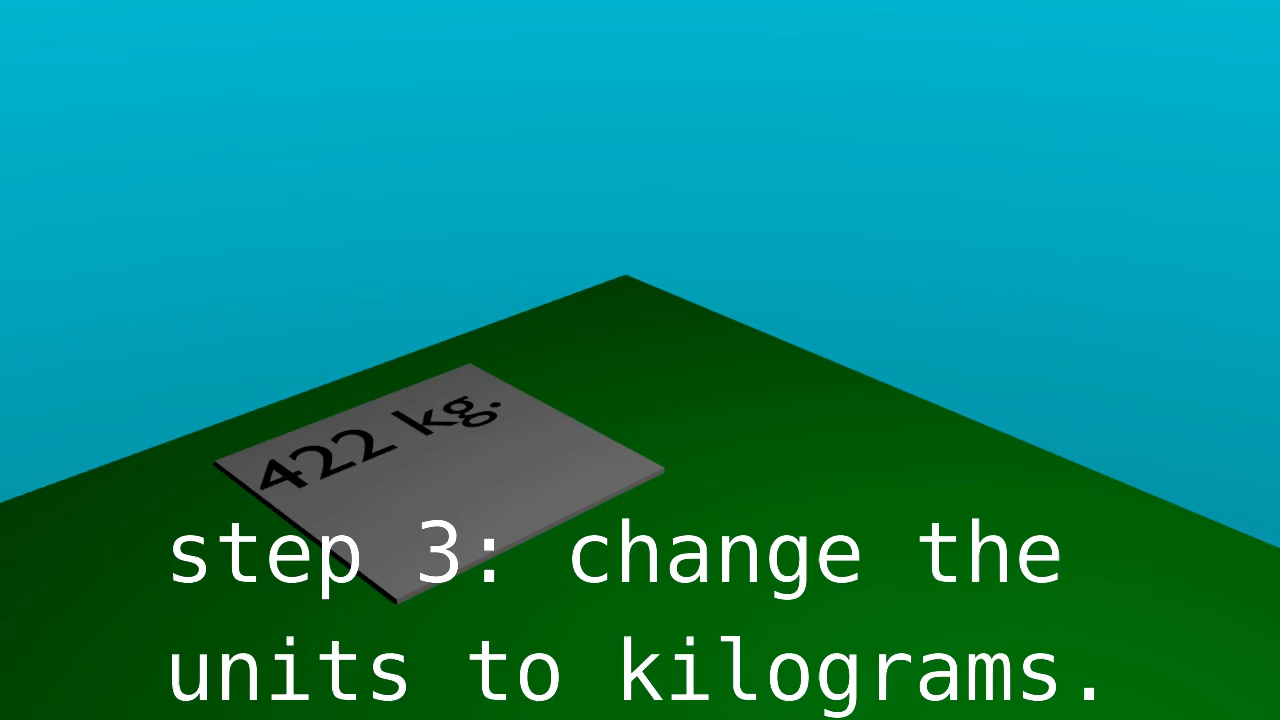 422 kg.
step 3: change the
units to kilograms.